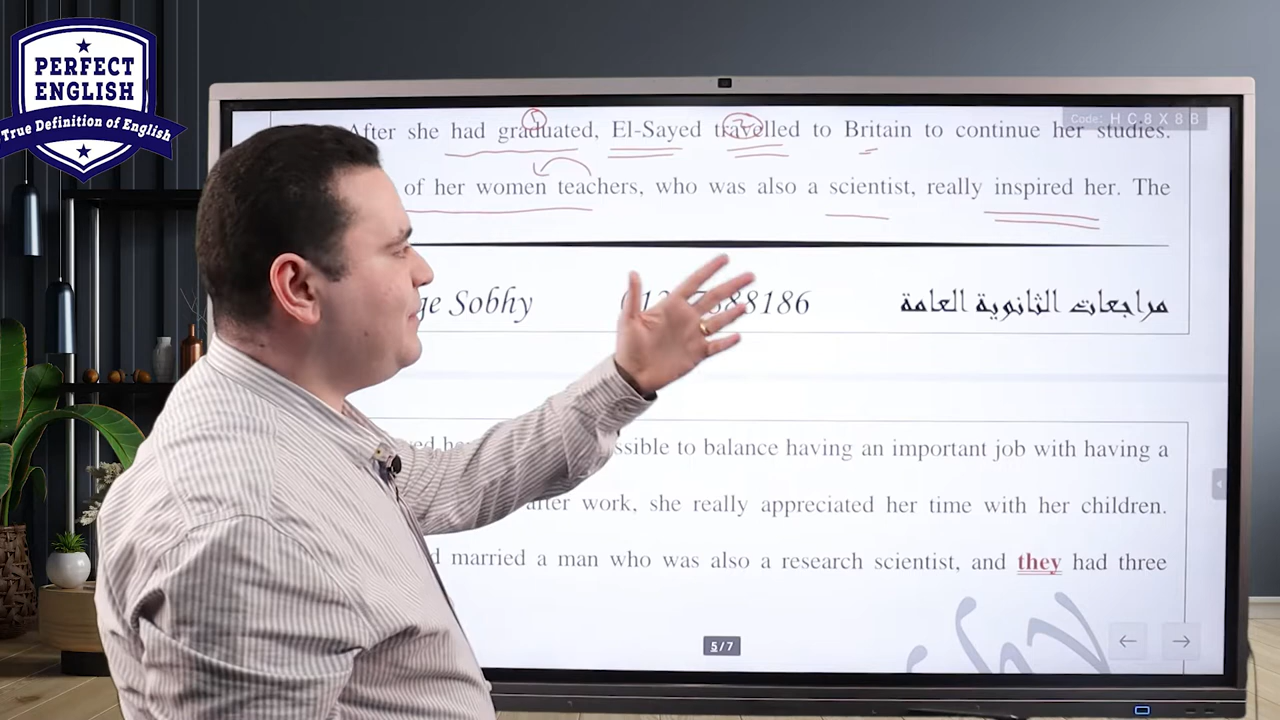 PERFECT
ENGLISH
True Definition of English
Code: HC8X8B
After she had graduated, El-Sayed travelled to Britain to continue her studies.
of her women teachers, who was also a scientist, really inspired her. The
Sobhy
88186
مراجعات الثانوية العامة
to balance having an important job with having a
after work, she really appreciated her time with her children.
married a man who was also a research scientist, and they had three
5/7